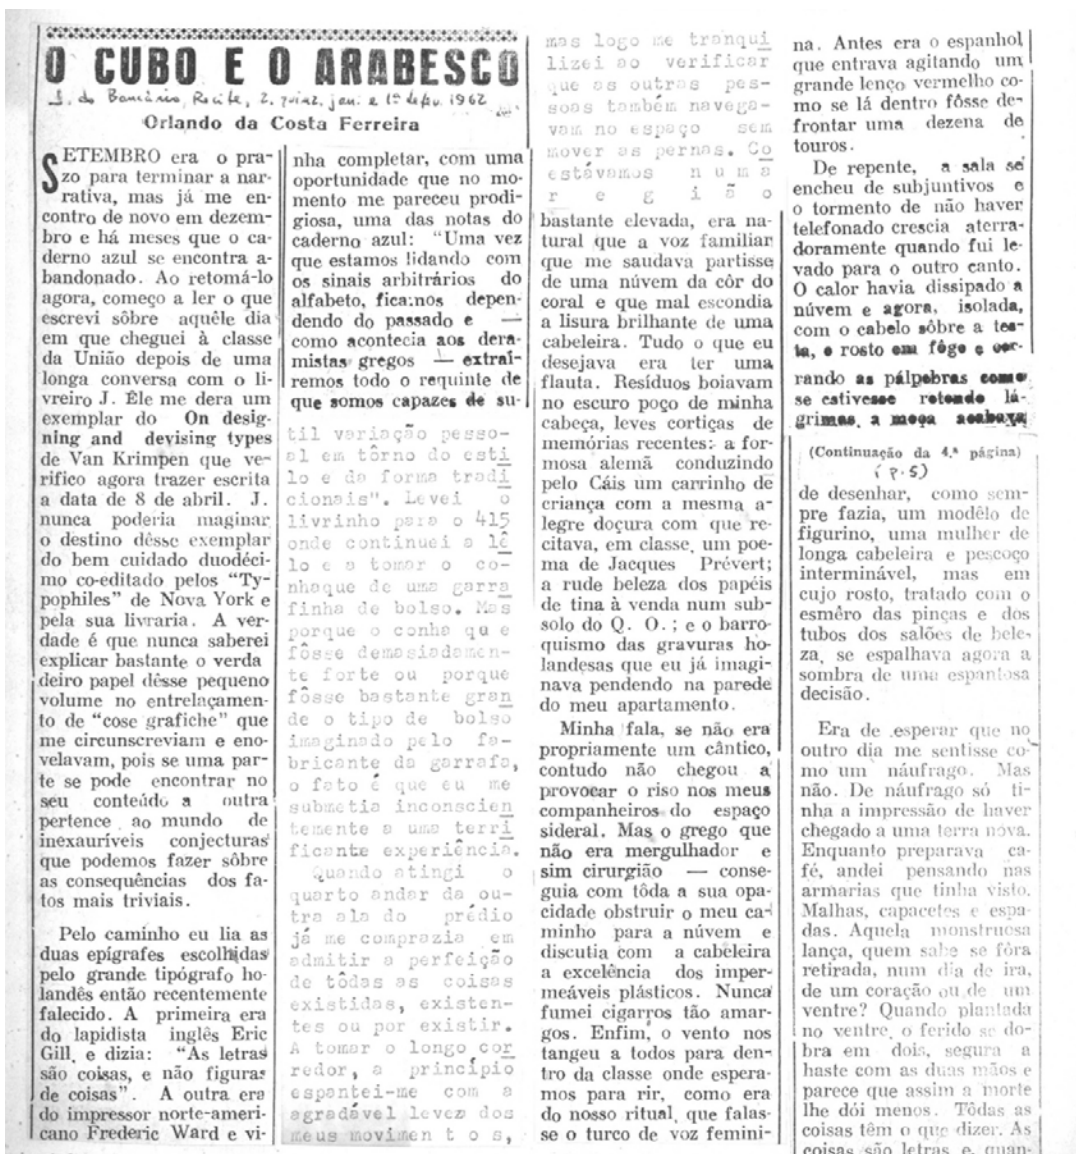 O CUBO E O ARABESCO
J. do Bancário, Recife, 2. quinz. jan. e 1ª de fev. 1962
Orlando da Costa Ferreira
SETEMBRO era o pra-
zo para terminar a nar-
rativa, mas já me en-
contro de novo em dezem-
bro e há meses que o ca-
derno azul se encontra a-
bandonado. Ao retomá-lo
agora, começo a ler o que
escrevi sôbre aquêle dia
em que cheguei à classe
da União depois de uma
longa conversa com o li-
vreiro J. Êle me dera um
exemplar do On desig-
ning and devising types
de Van Krimpen que ve-
rifico agora trazer escrita
a data de 8 de abril. J.
nunca poderia maginar
o destino dêsse exemplar
do bem cuidado duodéci-
mo co-editado pelos "Ty-
pophiles" de Nova York e
pela sua livraria. A ver-
dade é que nunca saberei
explicar bastante o verda
deiro papel dêsse pequeno
volume no entrelaçamen-
to de "cose grafiche" que
me circunscreviam e eno-
velavam, pois se uma par-
te se pode encontrar no
seu conteúdo a outra
pertence ao mundo de
inexauríveis conjecturas
que podemos fazer sôbre
as consequências dos fa-
tos mais triviais.
Pelo caminho eu lia as
duas epígrafes escolhidas
pelo grande tipógrafo ho-
landês então recentemente
falecido. A primeira era
do lapidista inglês Eric
Gill, e dizia: "As letras
são coisas, e não figuras
de coisas". A outra era
do impressor norte-ameri-
cano Frederic Ward e vi-
nha completar, com uma
oportunidade que no mo-
mento me pareceu prodi-
giosa, uma das notas do
caderno azul: "Uma vez
que estamos lidando com
os sinais arbitrários do
alfabeto, fica:nos depen-
dendo do passado e —
como acontecia aos dera-
mistas gregos — extraí-
remos todo o requinte de
que somos capazes de su-
til variação pesso-
al em tôrno do esti
lo e da forma tradi
cionais". Levei o
livrinho para o 415
onde continuei a lê
lo e a tomar o co-
nhaque de uma garra
finha de bolso. Mas
porque o conha qu e
fôsse demasiadamen-
te forte ou porque
fôsse bastante gran
de o tipo de bolso
imaginado pelo fa-
bricante da garrafa,
o fato é que eu me
submetia inconscien
temente a uma terri
ficante experiência.
Quando atingi o
quarto andar da ou-
tra ala do prédio
já me comprazia em
admitir a perfeição
de tôdas as coisas
existidas, existen-
tes ou por existir.
A tomar o longo cor
redor, a princípio
espantei-me com a
agradável levez dos
meus movimen t o s,
mas logo me tranqui
lizei ao verificar
que as outras pes-
soas também navega-
vam no espaço sem
mover as pernas. Co
estávamos n u m a
r e g i ã o
bastante elevada, era na-
tural que a voz familiar
que me saudava partisse
de uma núvem da côr do
coral e que mal escondia
a lisura brilhante de uma
cabeleira. Tudo o que eu
desejava era ter uma
flauta. Resíduos boiavam
no escuro poço de minha
cabeça, leves cortiças de
memórias recentes: a for-
mosa alemã conduzindo
pelo Cáis um carrinho de
criança com a mesma a-
legre doçura com que re-
citava, em classe, um poe-
ma de Jacques Prévert;
a rude beleza dos papéis
de tina à venda num sub-
solo do Q. O.; e o barro-
quismo das gravuras ho-
landesas que eu já imagi-
nava pendendo na parede
do meu apartamento.
Minha fala, se não era
propriamente um cântico,
contudo não chegou a
provocar o riso nos meus
companheiros do espaço
sideral. Mas o grego que
não era mergulhador e
sim cirurgião — conse-
guia com tôda a sua opa-
cidade obstruir o meu ca-
minho para a núvem e
discutia com a cabeleira
a excelência dos imper-
meáveis plásticos. Nunca
fumei cigarros tão amar-
gos. Enfim, o vento nos
tangeu a todos para den-
tro da classe onde espera-
mos para rir, como era
do nosso ritual, que falas-
se o turco de voz femini-
na. Antes era o espanhol
que entrava agitando um
grande lenço vermelho co-
mo se lá dentro fôsse de-
frontar uma dezena de
touros.
De repente, a sala se
encheu de subjuntivos e
o tormento de não haver
telefonado crescia aterra-
doramente quando fui le-
vado para o outro canto.
O calor havia dissipado a
núvem e agora, isolada,
com o cabelo sôbre a tes-
ta, o rosto em fôgo e cer-
rando as pálpebras como
se estivesse retendo lá-
grimas, a moça acabava
(Continuação da 4.ª página)
(p. 5)
de desenhar, como sem-
pre fazia, um modêlo de
figurino, uma mulher de
longa cabeleira e pescoço
interminável, mas em
cujo rosto, tratado com o
esmêro das pinças e dos
tubos dos salões de bele-
za, se espalhava agora a
sombra de uma espantosa
decisão.
Era de esperar que no
outro dia me sentisse co-
mo um náufrago. Mas
não. De náufrago só ti-
nha a impressão de haver
chegado a uma terra nova.
Enquanto preparava ca-
fé, andei pensando nas
armarias que tinha visto.
Malhas, capacetes e espa-
das. Aquela monstruosa
lança, quem sabe se fôra
retirada, num dia de ira,
de um coração ou de um
ventre? Quando plantada
no ventre, o ferido se do-
bra em dois, segura a
haste com as duas mãos e
parece que assim a morte
lhe dói menos. Tôdas as
coisas têm o que dizer. As
coisas são letras e, quan-